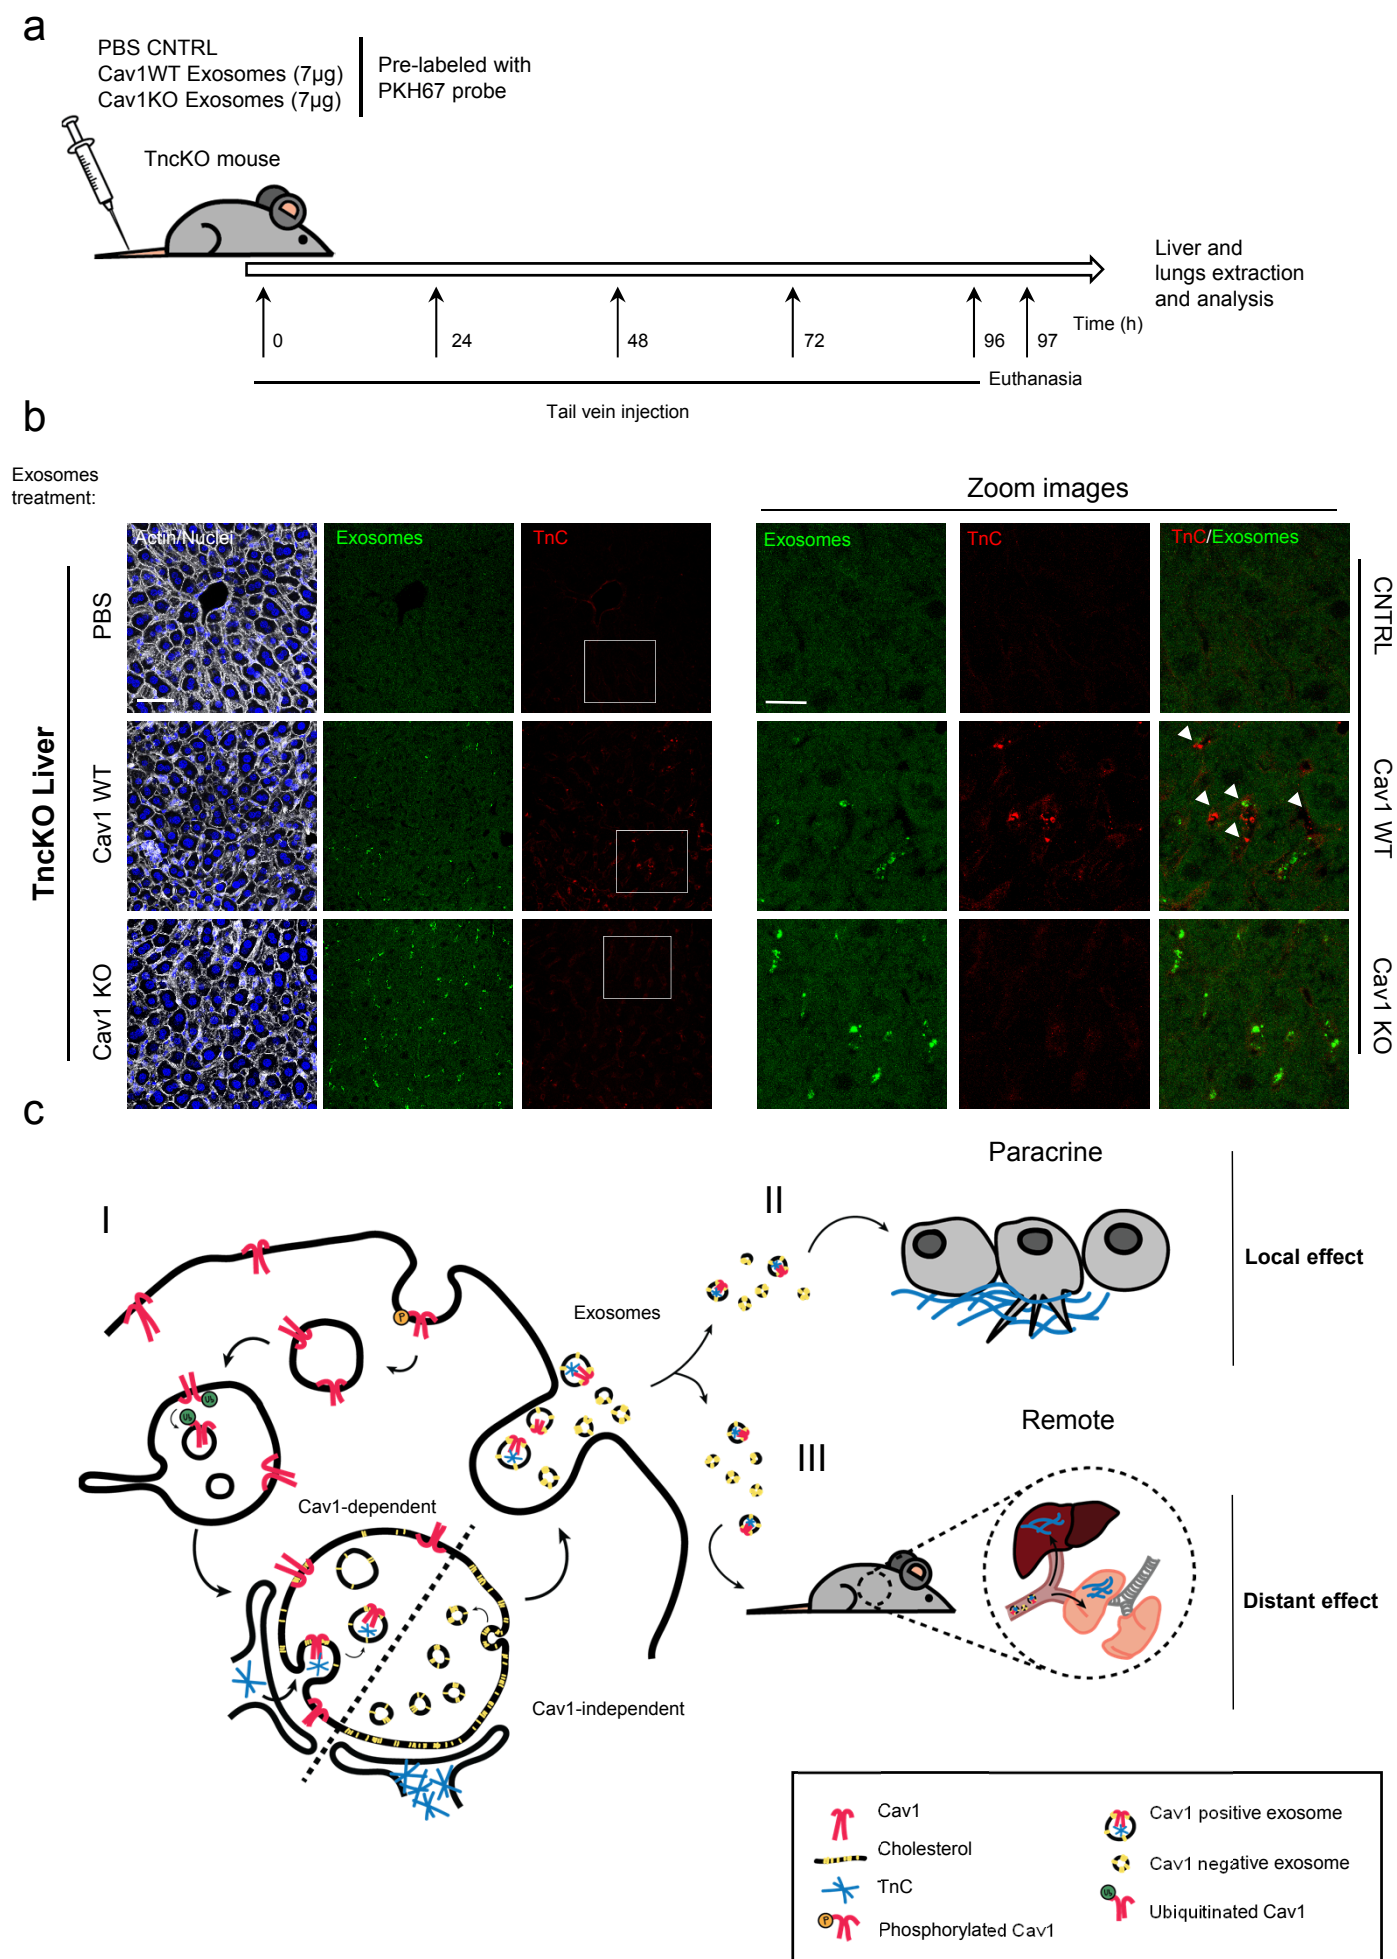 a
PBS CNTRL
Cav1WT Exosomes (7µg)
Cav1KO Exosomes (7µg)
Pre-labeled with
PKH67 probe
TncKO mouse
Liver and
lungs extraction
and analysis
Time (h)
0
24
48
72
96
97
Euthanasia
Tail vein injection
b
Exosomes
treatment:
Zoom images
Actin/Nuclei
Exosomes
TnC
Exosomes
TnC
TnC/Exosomes
TncKO Liver
PBS
Cav1 WT
Cav1 KO
CNTRL
Cav1 WT
Cav1 KO
c
I
II
III
Paracrine
Local effect
Exosomes
P
Ub
Ub
Remote
Distant effect
Cav1-dependent
Cav1-independent
Cav1
Cholesterol
TnC
P
Phosphorylated Cav1
Cav1 positive exosome
Cav1 negative exosome
Ub
Ubiquitinated Cav1